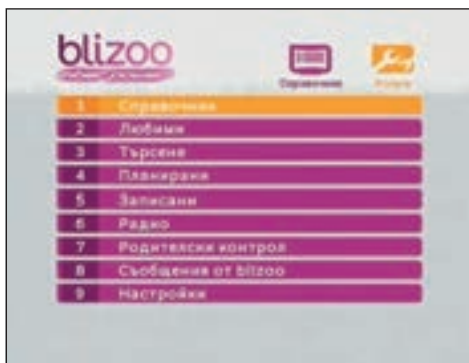 blizoo
Справочник
1 Справочник
2 Любими
3 Търсене
4 Планирани
5 Записани
6 Радио
7 Родителски контрол
8 Съобщения от blizoo
9 Настройки